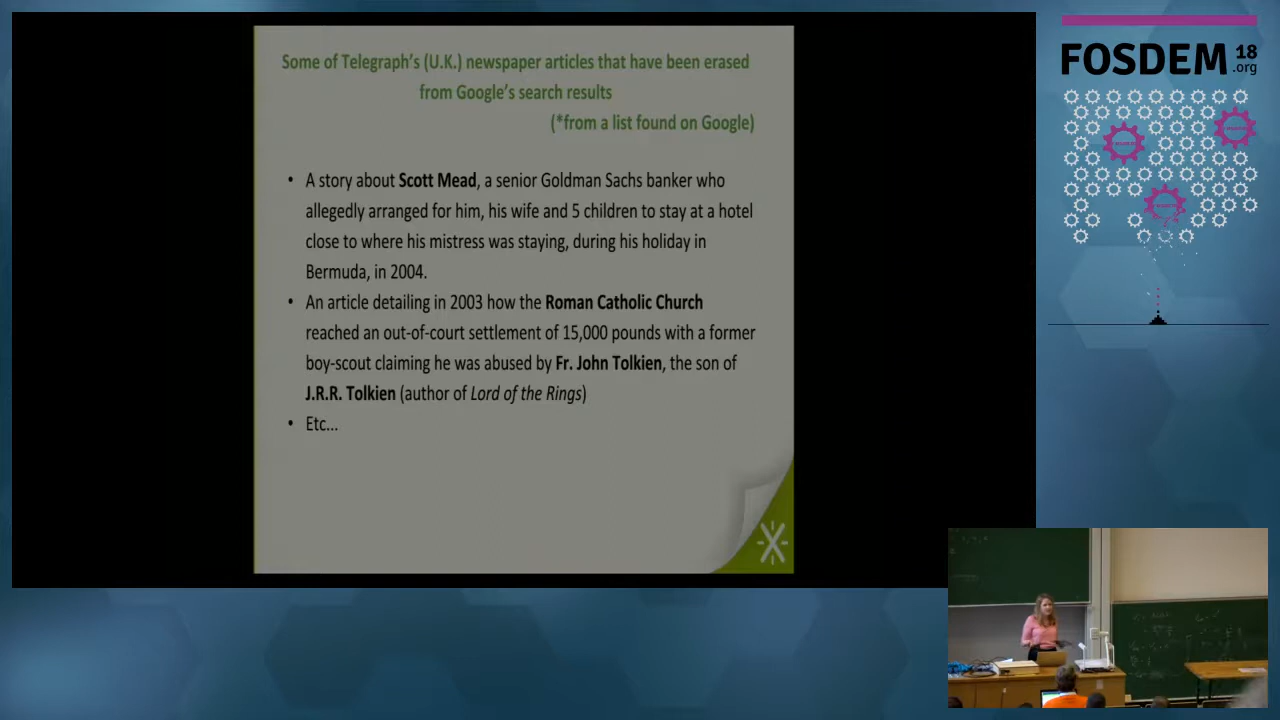 Some of Telegraph's (U.K.) newspaper articles that have been erased
from Google's search results
(*from a list found on Google)
• A story about Scott Mead, a senior Goldman Sachs banker who
allegedly arranged for him, his wife and 5 children to stay at a hotel
close to where his mistress was staying, during his holiday in
Bermuda, in 2004.
• An article detailing in 2003 how the Roman Catholic Church
reached an out-of-court settlement of 15,000 pounds with a former
boy-scout claiming he was abused by Fr. John Tolkien, the son of
J.R.R. Tolkien (author of Lord of the Rings)
• Etc...
FOSDEM 18
.org